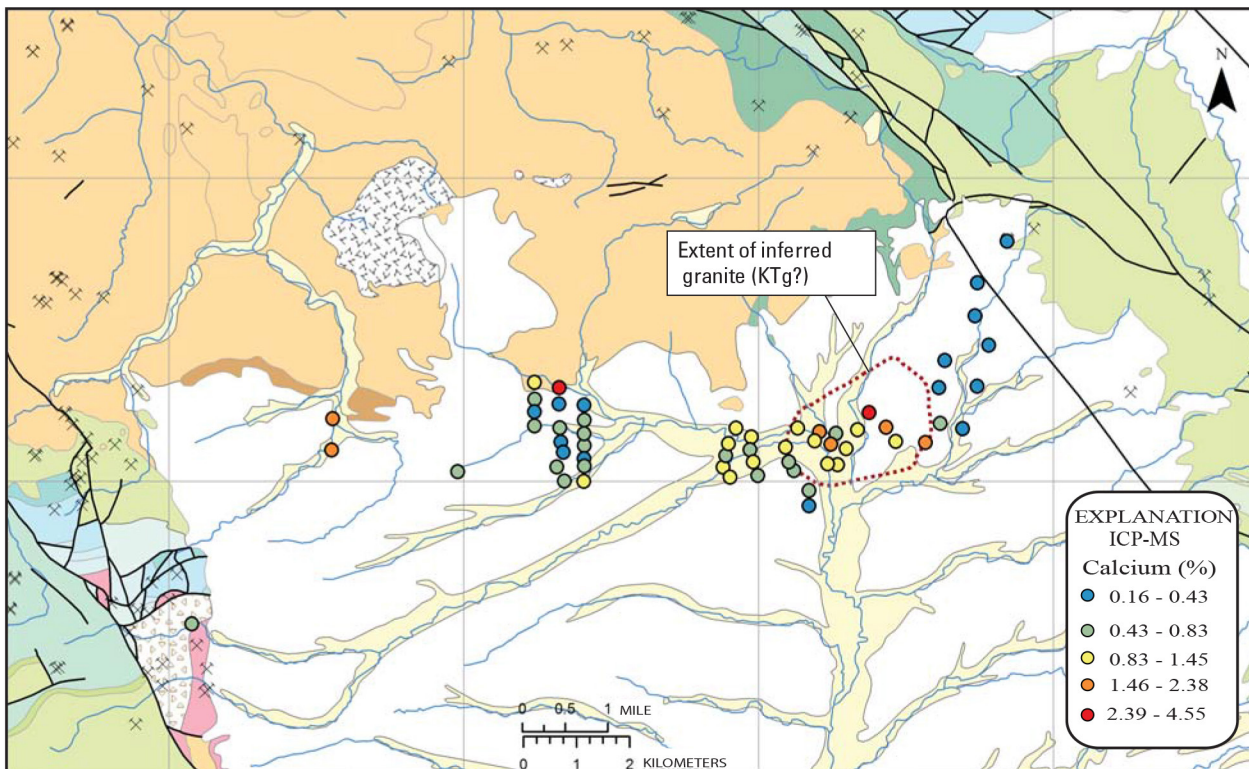 N
Extent of inferred
granite (KTg?)
EXPLANATION
ICP-MS
Calcium (%)
0.16 - 0.43
0.43 - 0.83
0.83 - 1.45
1.46 - 2.38
2.39 - 4.55
0 0.5 1 MILE
0 1 2 KILOMETERS